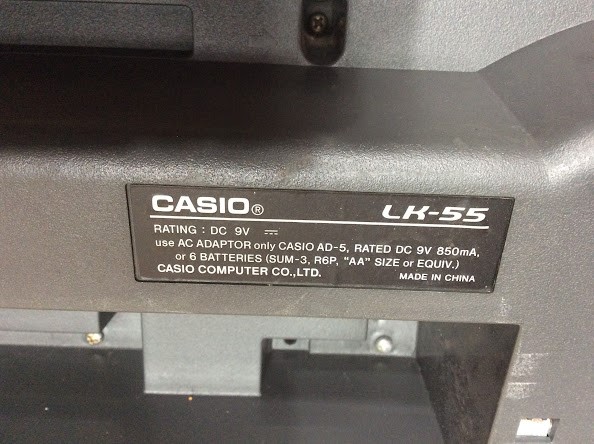 CASIO® LK-55
RATING : DC 9V ⎓
use AC ADAPTOR only CASIO AD-5, RATED DC 9V 850mA,
or 6 BATTERIES (SUM-3, R6P, "AA" SIZE or EQUIV.)
CASIO COMPUTER CO.,LTD. MADE IN CHINA